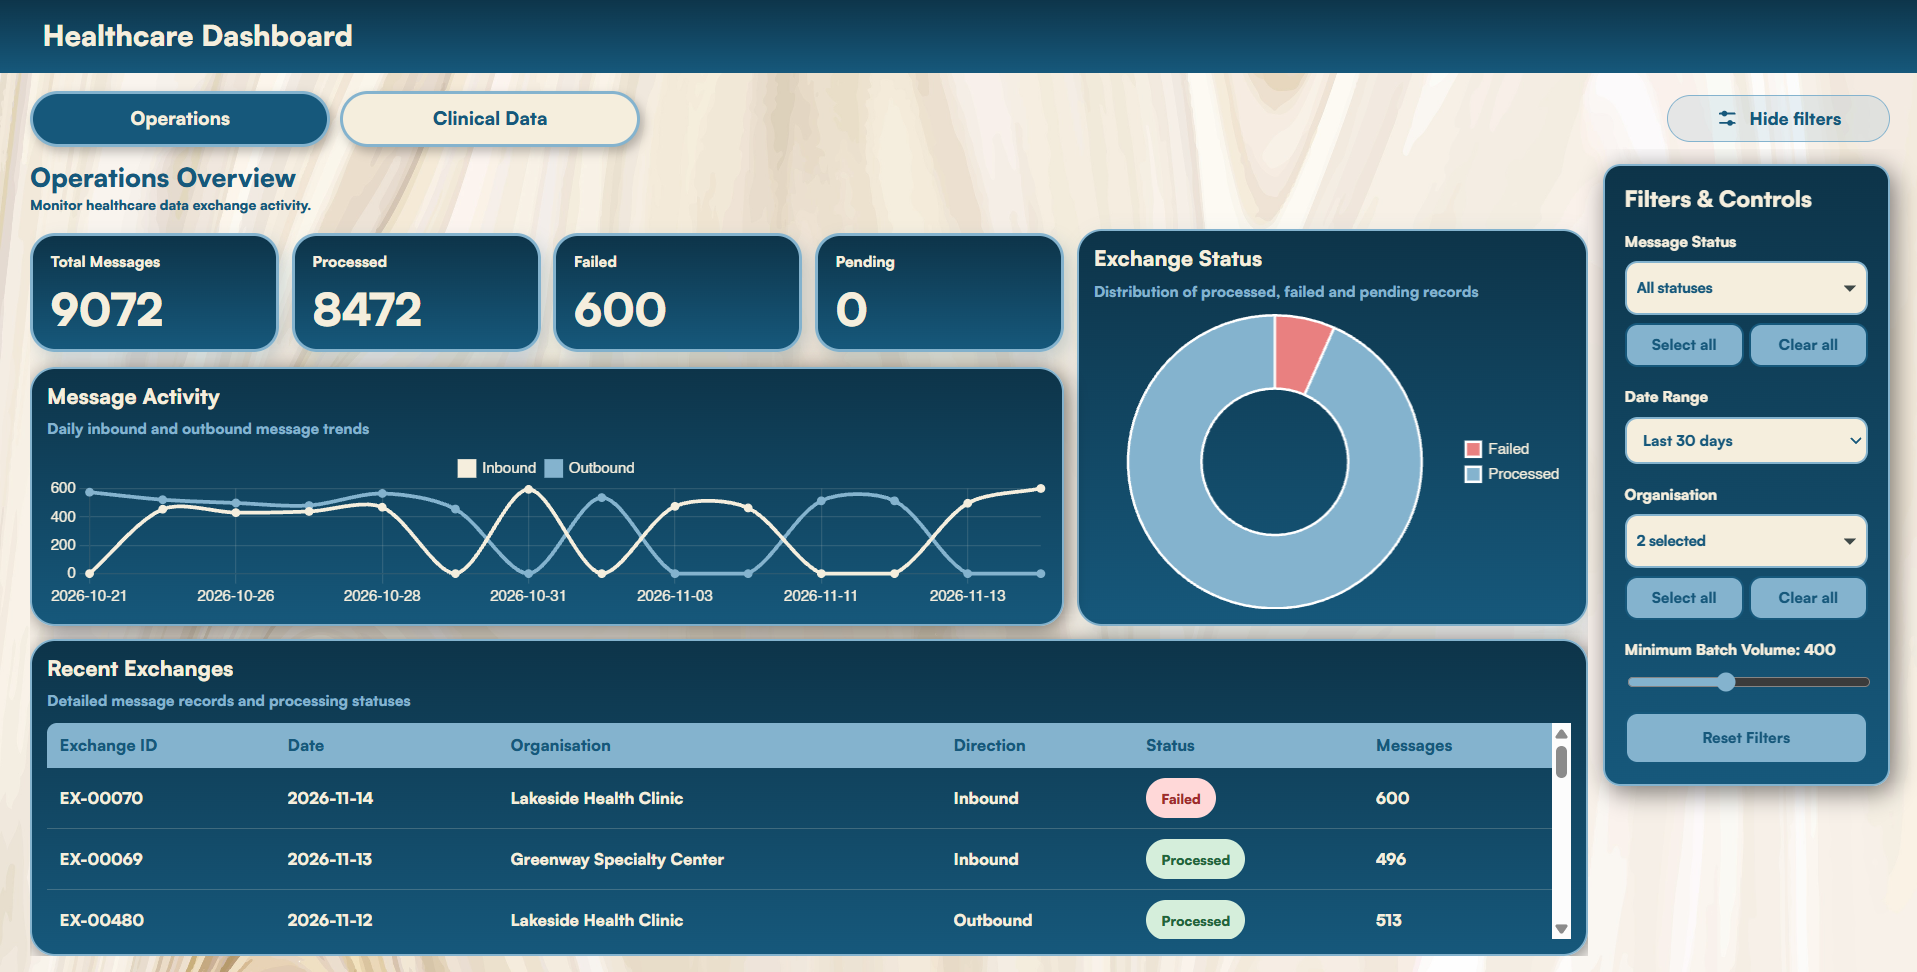 Healthcare Dashboard
Operations
Clinical Data
Hide filters
Operations Overview
Monitor healthcare data exchange activity.
Total Messages
9072
Processed
8472
Failed
600
Pending
0
Message Activity
Daily inbound and outbound message trends
Inbound
Outbound
600
400
200
0
2026-10-21
2026-10-26
2026-10-28
2026-10-31
2026-11-03
2026-11-11
2026-11-13
Exchange Status
Distribution of processed, failed and pending records
Failed
Processed
Recent Exchanges
Detailed message records and processing statuses
Exchange ID Date Organisation Direction Status Messages
EX-00070 2026-11-14 Lakeside Health Clinic Inbound Failed 600
EX-00069 2026-11-13 Greenway Specialty Center Inbound Processed 496
EX-00480 2026-11-12 Lakeside Health Clinic Outbound Processed 513
Filters & Controls
Message Status
All statuses
Select all
Clear all
Date Range
Last 30 days
Organisation
2 selected
Select all
Clear all
Minimum Batch Volume: 400
Reset Filters